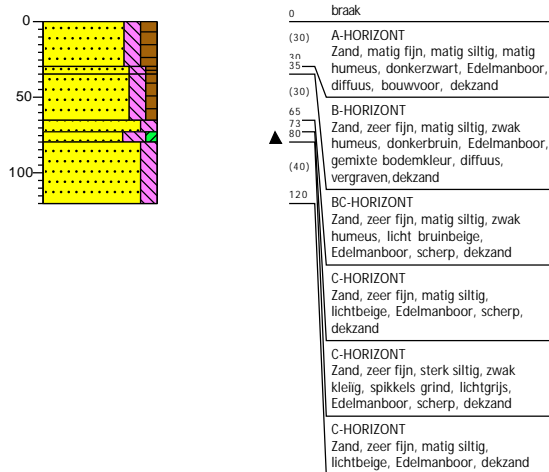 0
50
100
0
braak
(30)
30
35
(30)
65
73
80
(40)
120
A-HORIZONT
Zand, matig fijn, matig siltig, matig
humeus, donkerzwart, Edelmanboor,
diffuus, bouwvoor, dekzand
B-HORIZONT
Zand, zeer fijn, matig siltig, zwak
humeus, donkerbruin, Edelmanboor,
gemixte bodemkleur, diffuus,
vergraven, dekzand
BC-HORIZONT
Zand, zeer fijn, matig siltig, zwak
humeus, licht bruinbeige,
Edelmanboor, scherp, dekzand
C-HORIZONT
Zand, zeer fijn, matig siltig,
lichtbeige, Edelmanboor, scherp,
dekzand
C-HORIZONT
Zand, zeer fijn, sterk siltig, zwak
kleiïg, spikkels grind, lichtgrijs,
Edelmanboor, scherp, dekzand
C-HORIZONT
Zand, zeer fijn, matig siltig,
lichtbeige, Edelmanboor, dekzand